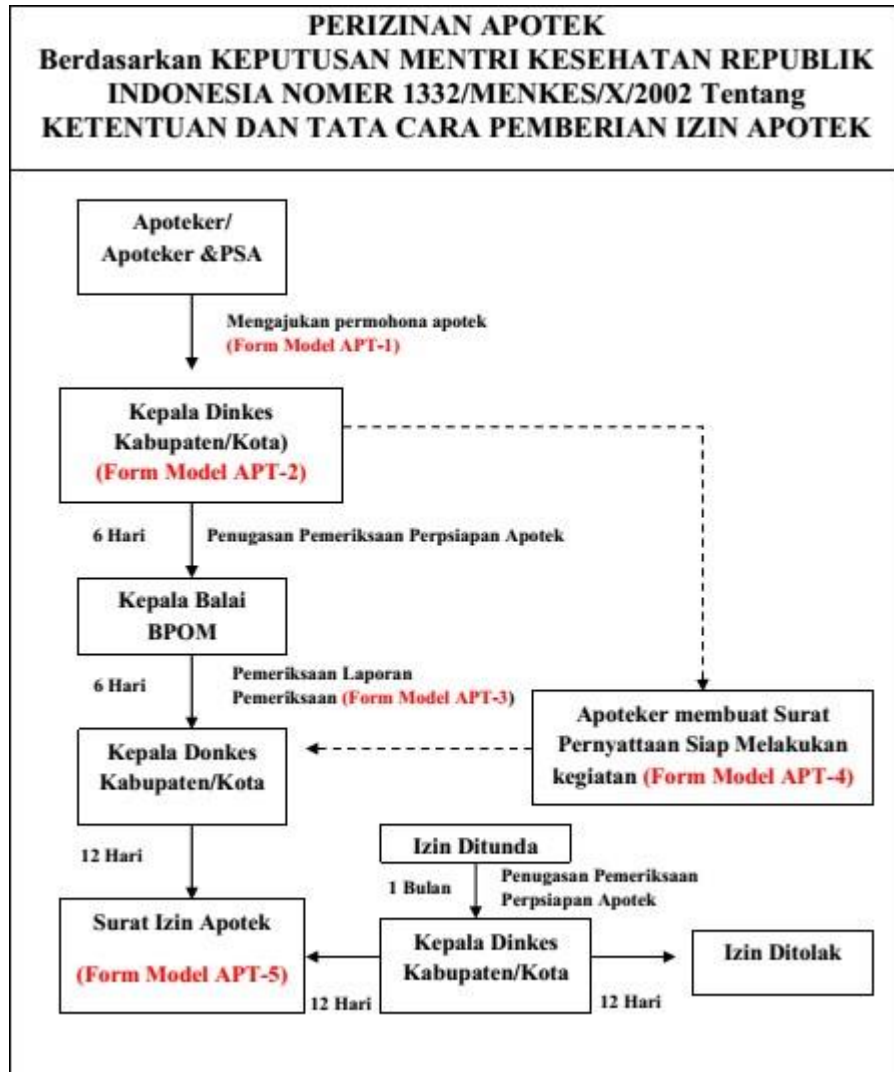 PERIZINAN APOTEK
Berdasarkan KEPUTUSAN MENTRI KESEHATAN REPUBLIK
INDONESIA NOMER 1332/MENKES/X/2002 Tentang
KETENTUAN DAN TATA CARA PEMBERIAN IZIN APOTEK
Apoteker/
Apoteker &PSA
Mengajukan permohona apotek
(Form Model APT-1)
Kepala Dinkes
Kabupaten/Kota)
(Form Model APT-2)
6 Hari
Penugasan Pemeriksaan Perpsiapan Apotek
Kepala Balai
BPOM
6 Hari
Pemeriksaan Laporan
Pemeriksaan (Form Model APT-3)
Apoteker membuat Surat
Pernyattaan Siap Melakukan
kegiatan (Form Model APT-4)
Kepala Donkes
Kabupaten/Kota
12 Hari
Izin Ditunda
1 Bulan
Penugasan Pemeriksaan
Perpsiapan Apotek
Surat Izin Apotek
(Form Model APT-5)
Kepala Dinkes
Kabupaten/Kota
Izin Ditolak
12 Hari
12 Hari